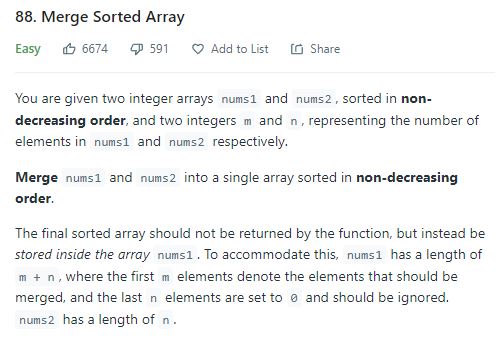 88. Merge Sorted Array
Easy 6674 591 Add to List Share
You are given two integer arrays nums1 and nums2, sorted in non-
decreasing order, and two integers m and n, representing the number of
elements in nums1 and nums2 respectively.
Merge nums1 and nums2 into a single array sorted in non-decreasing
order.
The final sorted array should not be returned by the function, but instead be
stored inside the array nums1. To accommodate this, nums1 has a length of
m + n, where the first m elements denote the elements that should be
merged, and the last n elements are set to 0 and should be ignored.
nums2 has a length of n.